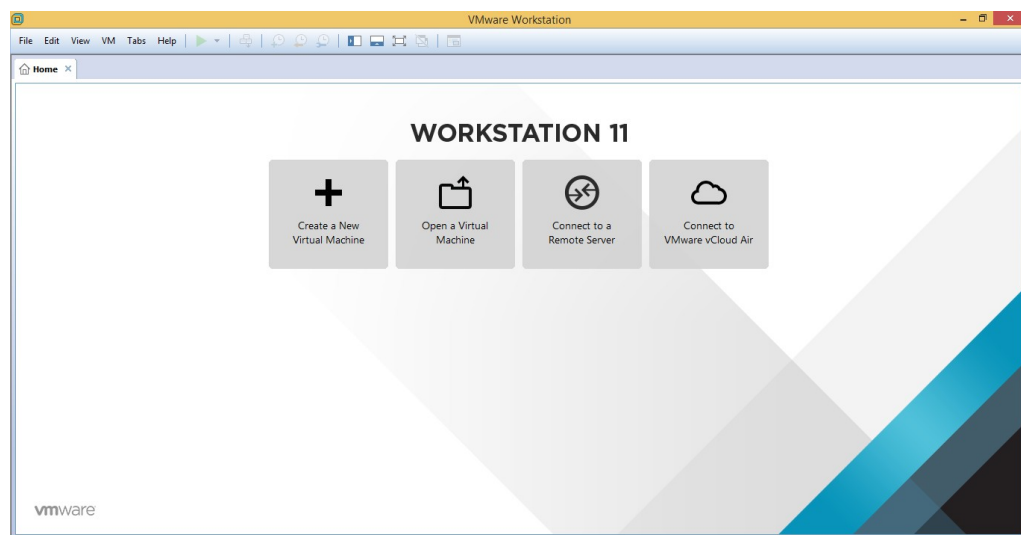 VMware Workstation
File Edit View VM Tabs Help
Home
WORKSTATION 11
Create a New
Virtual Machine
Open a Virtual
Machine
Connect to a
Remote Server
Connect to
VMware vCloud Air
vmware